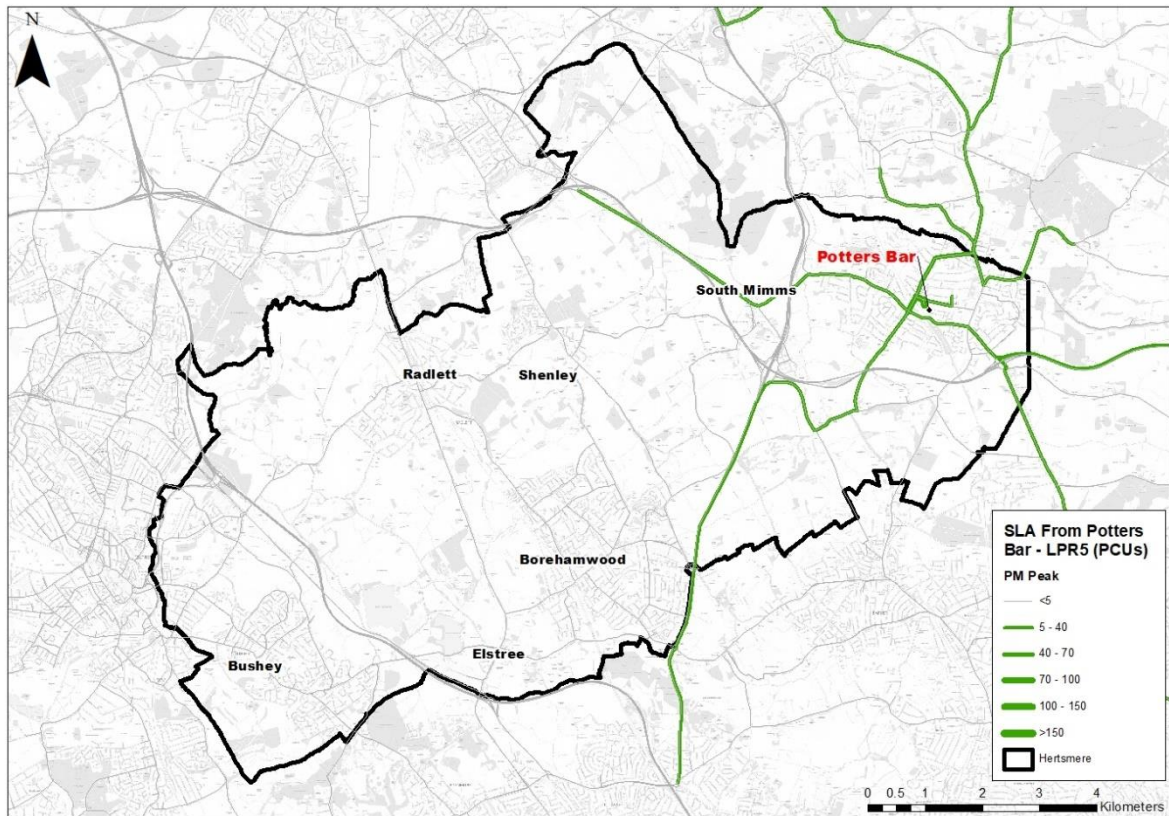 N
Potters Bar
South Mimms
Radlett
Shenley
Borehamwood
Elstree
Bushey
SLA From Potters
Bar - LPR5 (PCUs)
PM Peak
<5
5 - 40
40 - 70
70 - 100
100 - 150
>150
Hertsmere
0 0.5 1 2 3 4
Kilometers